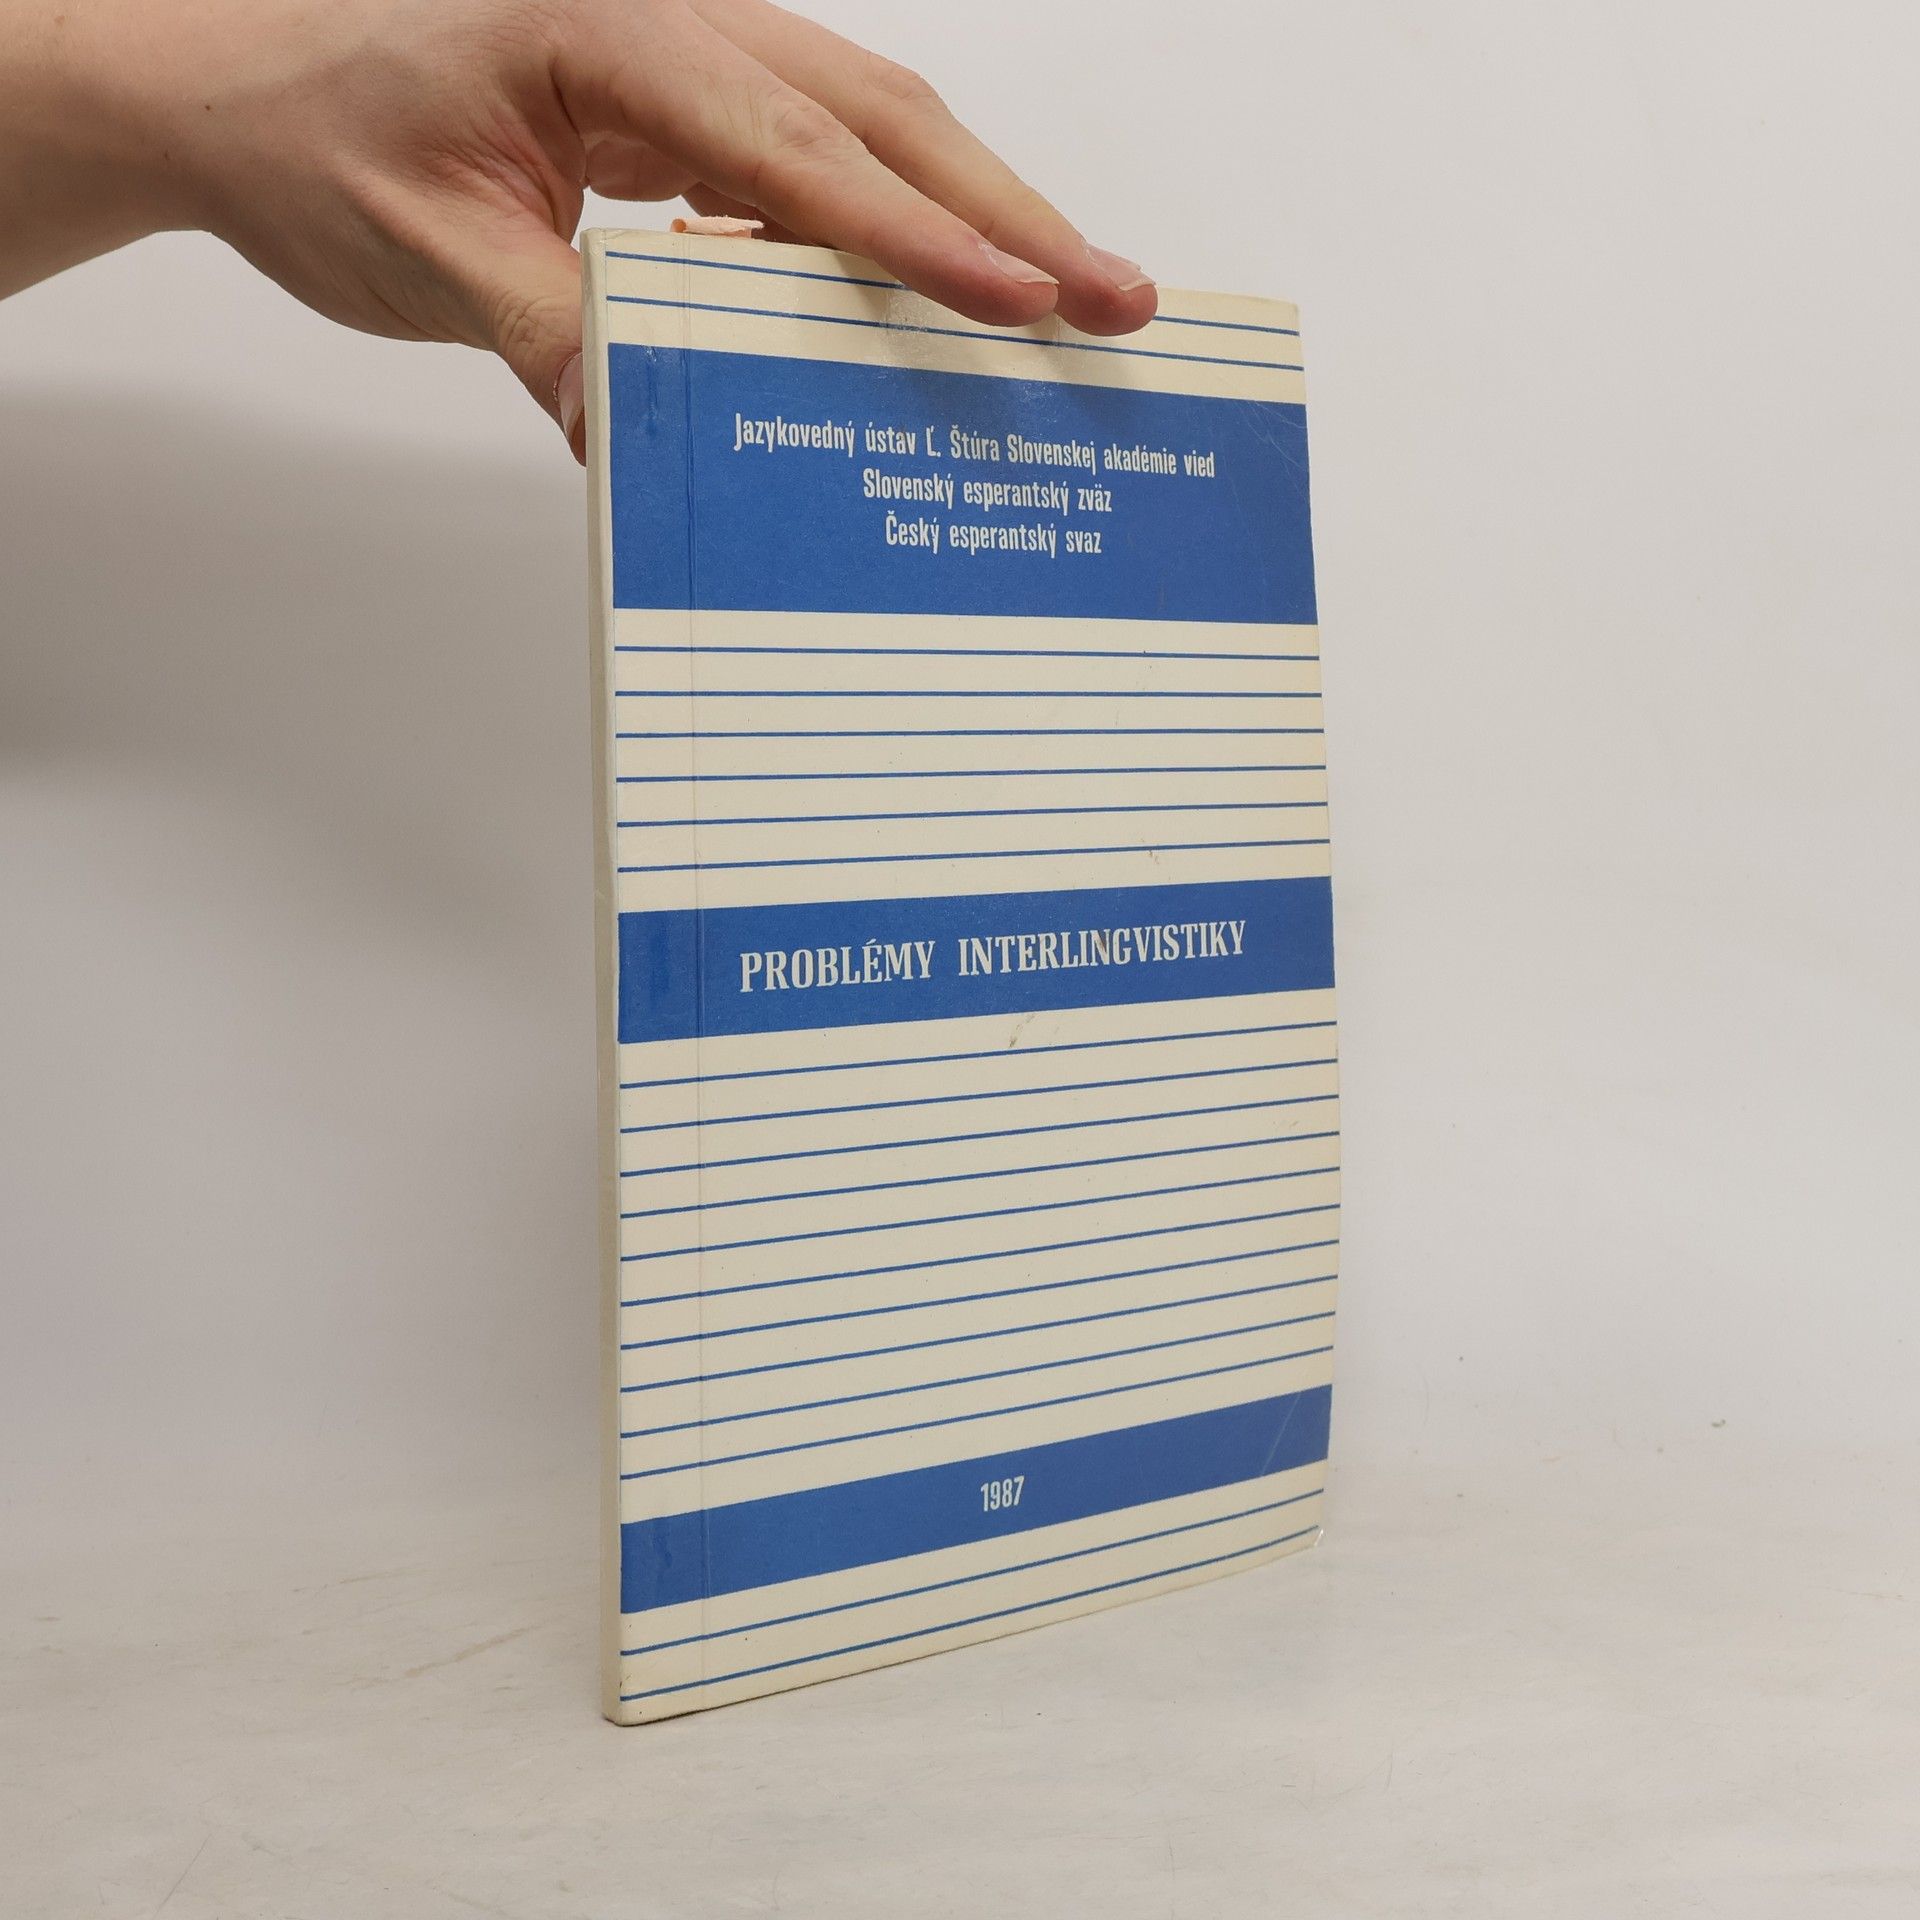 Jazykovedný ústav Ľ. Štúra Slovenskej akadémie vied
Slovenský esperantský zväz
Český esperantský svaz
PROBLÉMY INTERLINGVISTIKY
1987